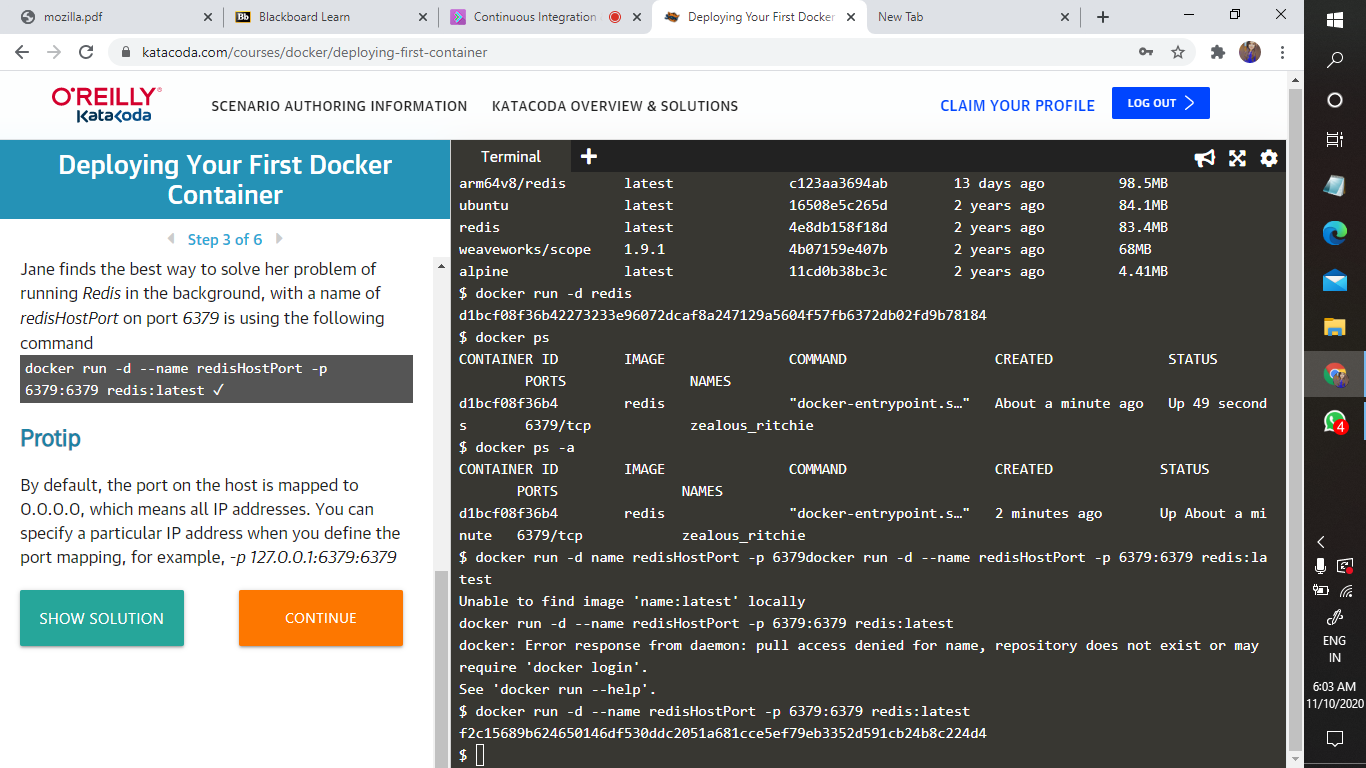 mozilla.pdf
Blackboard Learn
Continuous Integration
Deploying Your First Docker
New Tab
katacoda.com/courses/docker/deploying-first-container
O'REILLY®
Katacoda
SCENARIO AUTHORING INFORMATION
KATACODA OVERVIEW & SOLUTIONS
CLAIM YOUR PROFILE
LOG OUT
Deploying Your First Docker
Container
Step 3 of 6
Jane finds the best way to solve her problem of
running Redis in the background, with a name of
redisHostPort on port 6379 is using the following
command
docker run -d --name redisHostPort -p
6379:6379 redis:latest ✓
Protip
By default, the port on the host is mapped to
0.0.0.0, which means all IP addresses. You can
specify a particular IP address when you define the
port mapping, for example, -p 127.0.0.1:6379:6379
SHOW SOLUTION
CONTINUE
Terminal
arm64v8/redis latest c123aa3694ab 13 days ago 98.5MB
ubuntu latest 16508e5c265d 2 years ago 84.1MB
redis latest 4e8db158f18d 2 years ago 83.4MB
weaveworks/scope 1.9.1 4b07159e407b 2 years ago 68MB
alpine latest 11cd0b38bc3c 2 years ago 4.41MB
$ docker run -d redis
d1bcf08f36b42273233e96072dcaf8a247129a5604f57fb6372db02fd9b78184
$ docker ps
CONTAINER ID IMAGE COMMAND CREATED STATUS
PORTS NAMES
d1bcf08f36b4 redis "docker-entrypoint.s…" About a minute ago Up 49 second
s 6379/tcp zealous_ritchie
$ docker ps -a
CONTAINER ID IMAGE COMMAND CREATED STATUS
PORTS NAMES
d1bcf08f36b4 redis "docker-entrypoint.s…" 2 minutes ago Up About a mi
nute 6379/tcp zealous_ritchie
$ docker run -d name redisHostPort -p 6379docker run -d --name redisHostPort -p 6379:6379 redis:la
test
Unable to find image 'name:latest' locally
docker run -d --name redisHostPort -p 6379:6379 redis:latest
docker: Error response from daemon: pull access denied for name, repository does not exist or may
require 'docker login'.
See 'docker run --help'.
$ docker run -d --name redisHostPort -p 6379:6379 redis:latest
f2c15689b624650146df530ddc2051a681cce5ef79eb3352d591cb24b8c224d4
$
4
ENG
IN
6:03 AM
11/10/2020